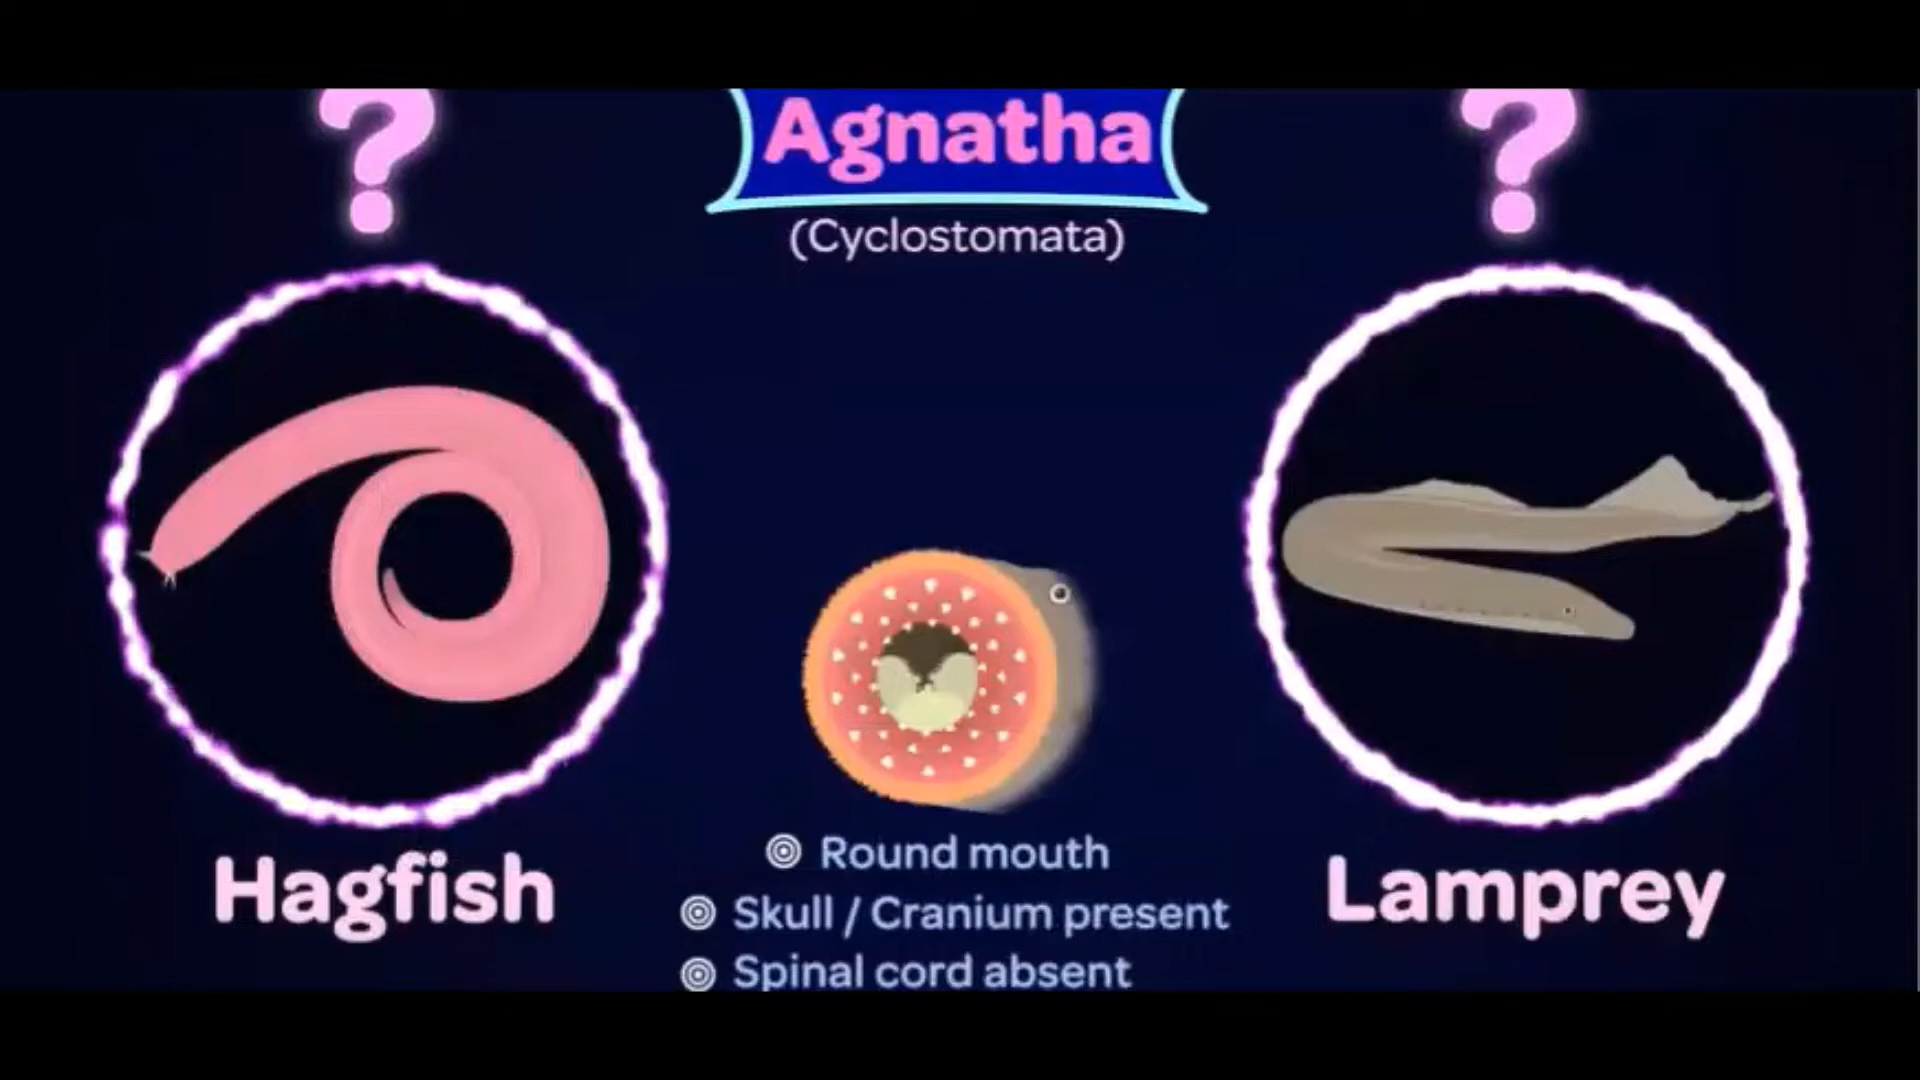 ?
Agnatha
?
(Cyclostomata)
Hagfish
Round mouth
Skull / Cranium present
Spinal cord absent
Lamprey